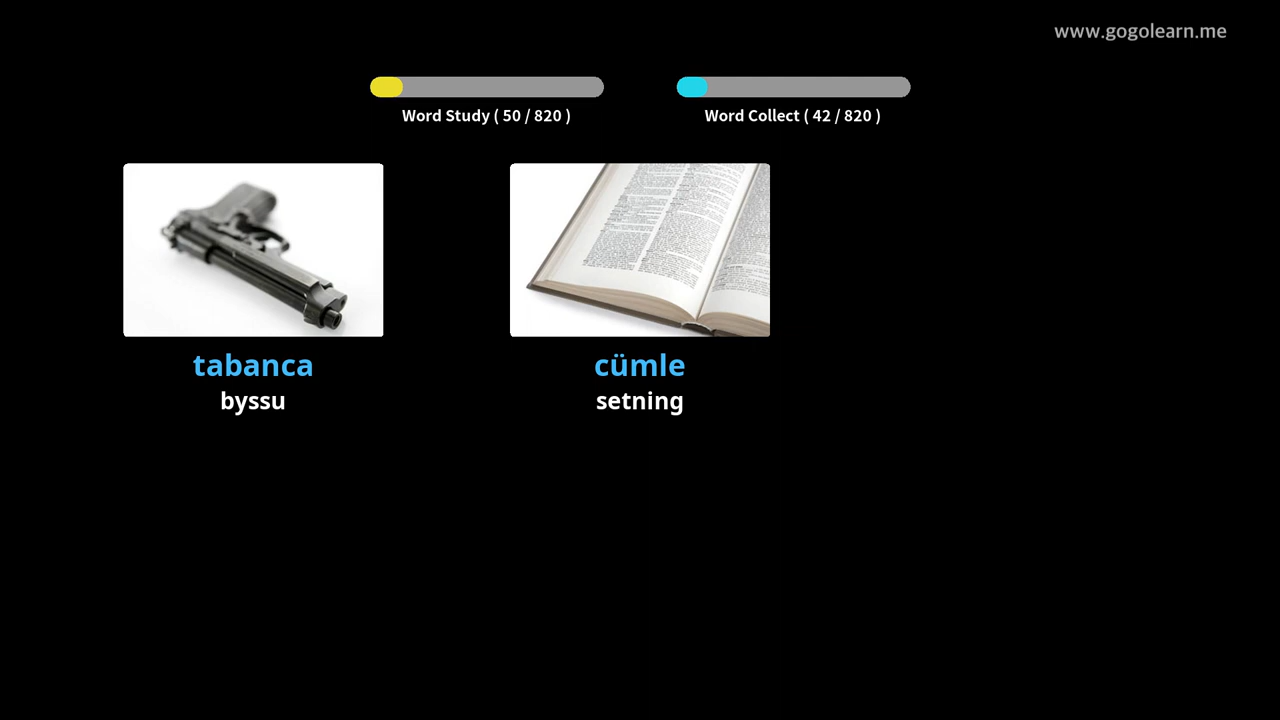 www.gogolearn.me
Word Study ( 50 / 820 )
Word Collect ( 42 / 820 )
tabanca
byssu
cümle
setning